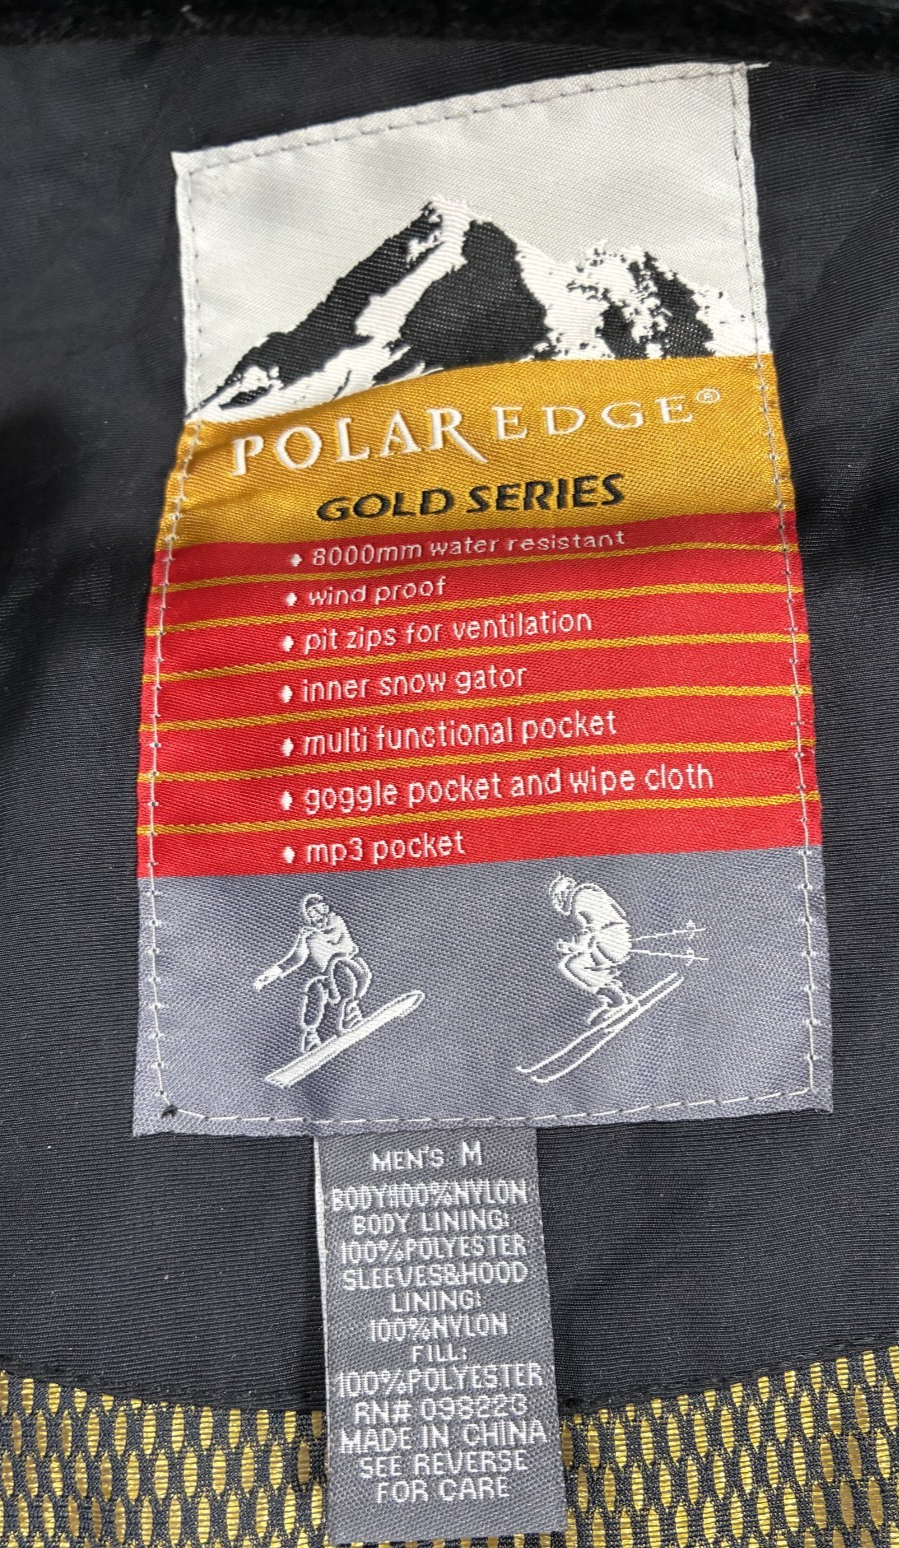 POLAR EDGE®
GOLD SERIES
♦ 8000mm water resistant
♦ wind proof
♦ pit zips for ventilation
♦ inner snow gator
♦ multi functional pocket
♦ goggle pocket and wipe cloth
♦ mp3 pocket
MEN'S M
BODY:100%NYLON
BODY LINING:
100%POLYESTER
SLEEVES&HOOD
LINING:
100%NYLON
FILL:
100%POLYESTER
RN# 098223
MADE IN CHINA
SEE REVERSE
FOR CARE